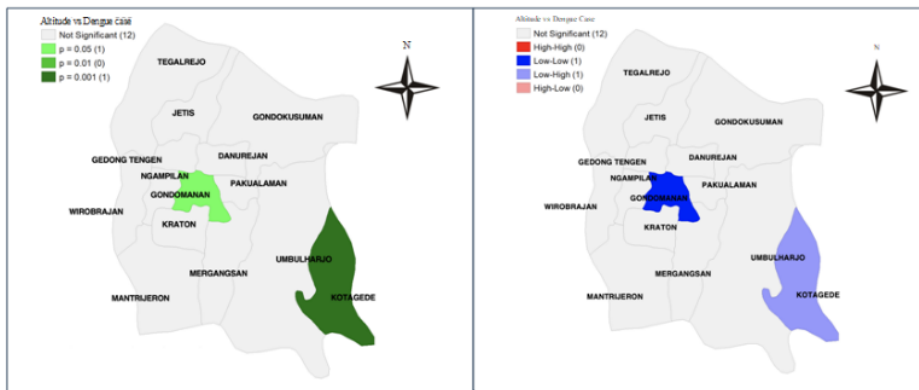 Altitude vs Dengue case
Not Significant (12)
p = 0.05 (1)
p = 0.01 (0)
p = 0.001 (1)
N
TEGALREJO
JETIS
GONDOKUSUMAN
DANUREJAN
GEDONG TENGEN
NGAMPILAN
PAKUALAMAN
GONDOMANAN
WIROBRAJAN
KRATON
UMBULHARJO
MERGANGSAN
MANTRIJERON
KOTAGEDE
Altitude vs Dengue Case
Not Significant (12)
High-High (0)
Low-Low (1)
Low-High (1)
High-Low (0)
N
TEGALREJO
JETIS
GONDOKUSUMAN
DANUREJAN
GEDONG TENGEN
NGAMPILAN
PAKUALAMAN
GONDOMANAN
WIROBRAJAN
KRATON
UMBULHARJO
MERGANGSAN
MANTRIJERON
KOTAGEDE